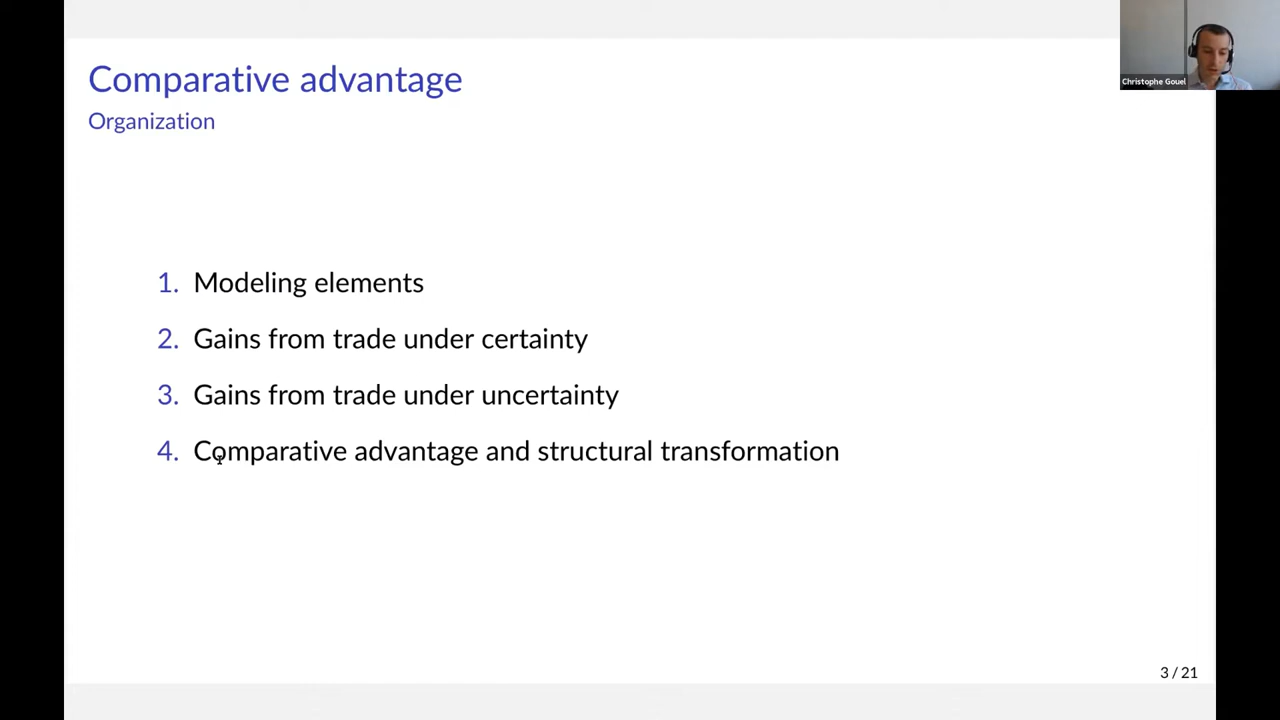 Comparative advantage
Organization
Christophe Gouel
1. Modeling elements
2. Gains from trade under certainty
3. Gains from trade under uncertainty
4. Comparative advantage and structural transformation
3 / 21